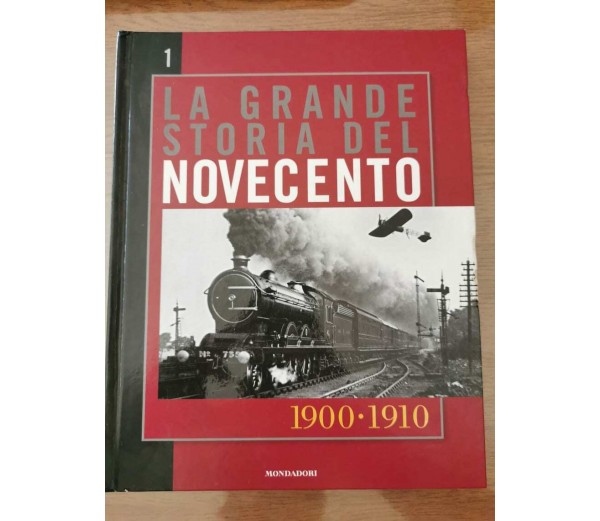 1
LA GRANDE
STORIA DEL
NOVECENTO
1900·1910
MONDADORI